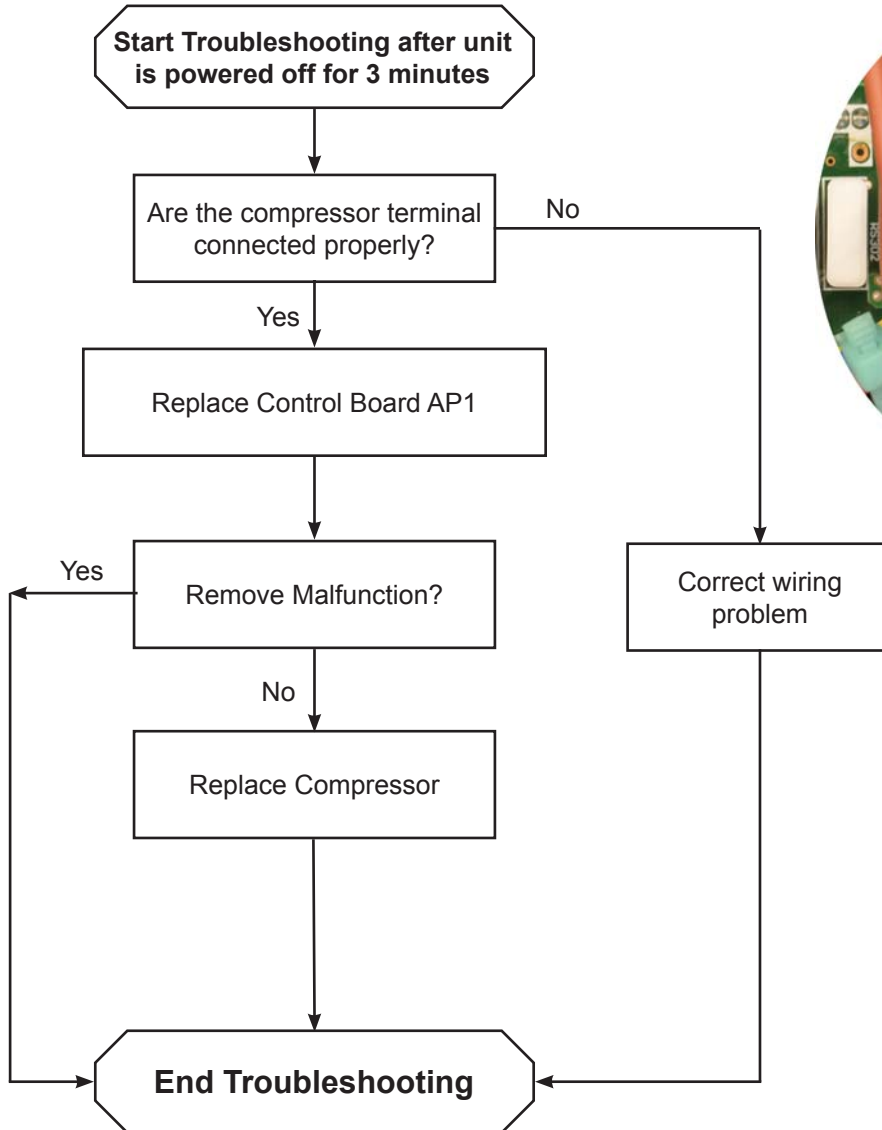 Start Troubleshooting after unit
is powered off for 3 minutes
Are the compressor terminal
connected properly?
No
Yes
Replace Control Board AP1
Yes
Remove Malfunction?
Correct wiring
problem
No
Replace Compressor
End Troubleshooting
RS302